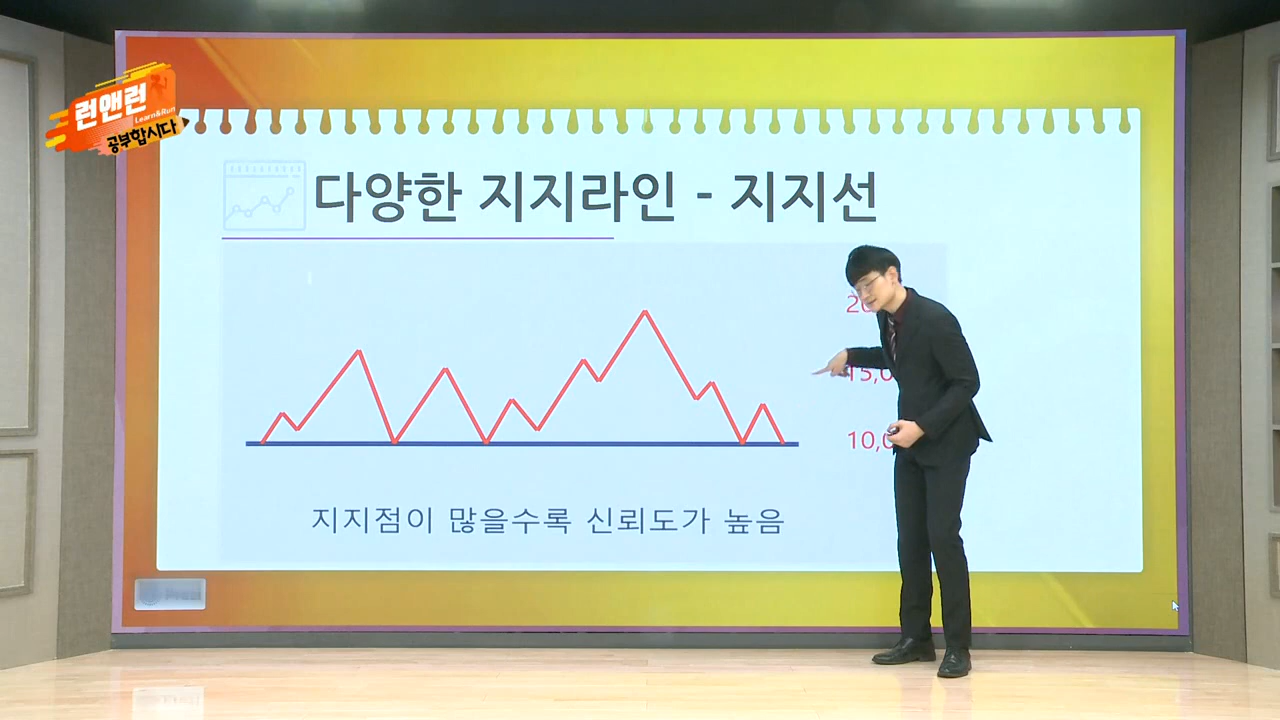 런앤런
Learn&Run
공부합시다
다양한 지지라인 - 지지선
지지점이 많을수록 신뢰도가 높음